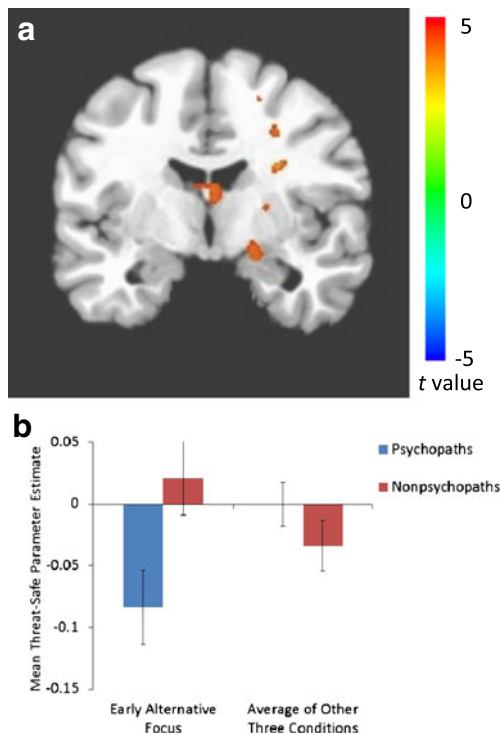 a
5
0
-5
t value
b
0.05
0
-0.05
-0.1
-0.15
Mean Threat-Safe Parameter Estimate
Psychopaths
Nonpsychopaths
Early Alternative
Focus
Average of Other
Three Conditions